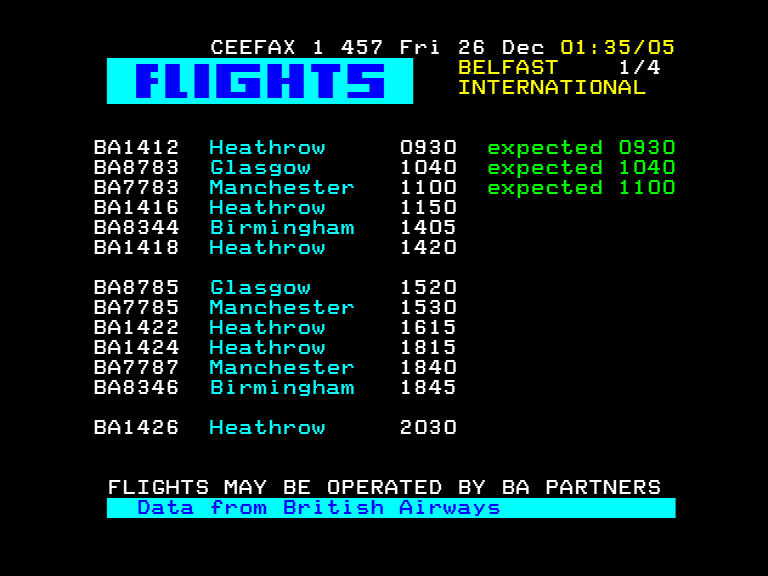 CEEFAX 1 457 Fri 26 Dec 01:35/05
FLIGHTS BELFAST 1/4
INTERNATIONAL
BA1412 Heathrow 0930 expected 0930
BA8783 Glasgow 1040 expected 1040
BA7783 Manchester 1100 expected 1100
BA1416 Heathrow 1150
BA8344 Birmingham 1405
BA1418 Heathrow 1420
BA8785 Glasgow 1520
BA7785 Manchester 1530
BA1422 Heathrow 1615
BA1424 Heathrow 1815
BA7787 Manchester 1840
BA8346 Birmingham 1845
BA1426 Heathrow 2030
FLIGHTS MAY BE OPERATED BY BA PARTNERS
Data from British Airways